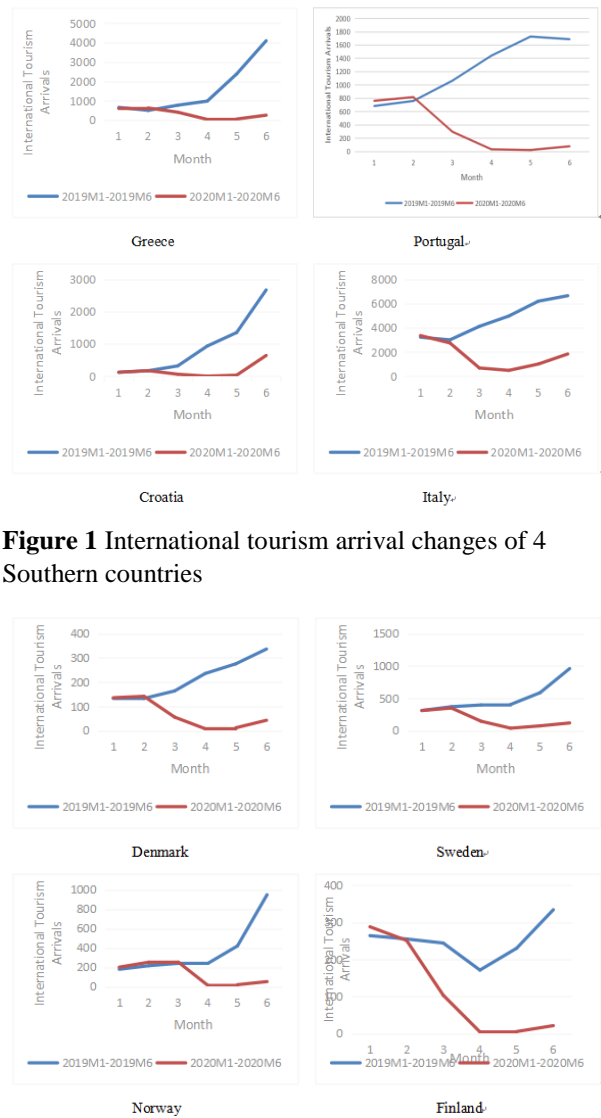 5000
4000
3000
2000
1000
0
International Tourism
Arrivals
1 2 3 4 5 6
Month
2019M1-2019M6 2020M1-2020M6
Greece
2000
1800
1600
1400
1200
1000
800
600
400
200
0
International Tourism Arrivals
1 2 3 4 5 6
Month
2019M1-2019M6 2020M1-2020M6
Portugal
3000
2000
1000
0
International Tourism
Arrivals
1 2 3 4 5 6
Month
2019M1-2019M6 2020M1-2020M6
Croatia
8000
6000
4000
2000
0
International Tourism
Arrivals
1 2 3 4 5 6
Month
2019M1-2019M6 2020M1-2020M6
Italy
Figure 1 International tourism arrival changes of 4
Southern countries
400
300
200
100
0
International Tourism
Arrivals
1 2 3 4 5 6
Month
2019M1-2019M6 2020M1-2020M6
Denmark
1500
1000
500
0
International Tourism
Arrivals
1 2 3 4 5 6
Month
2019M1-2019M6 2020M1-2020M6
Sweden
1000
800
600
400
200
0
International Tourism
Arrivals
1 2 3 4 5 6
Month
2019M1-2019M6 2020M1-2020M6
Norway
400
300
200
100
0
International Tourism
Arrivals
1 2 3 4 5 6
Month
2019M1-2019M6 2020M1-2020M6
Finland